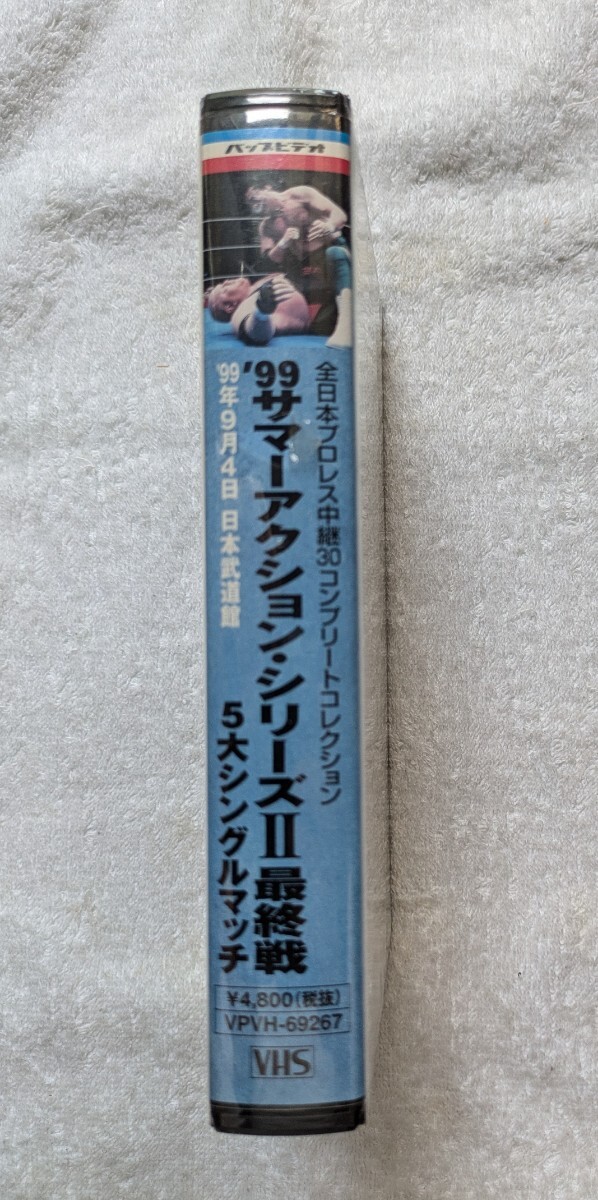 バップビデオ
全日本プロレス中継30コンプリートコレクション
'99サマーアクション・シリーズⅡ最終戦
'99年9月4日 日本武道館
5大シングルマッチ
¥4,800(税抜)
VPVH-69267
VHS